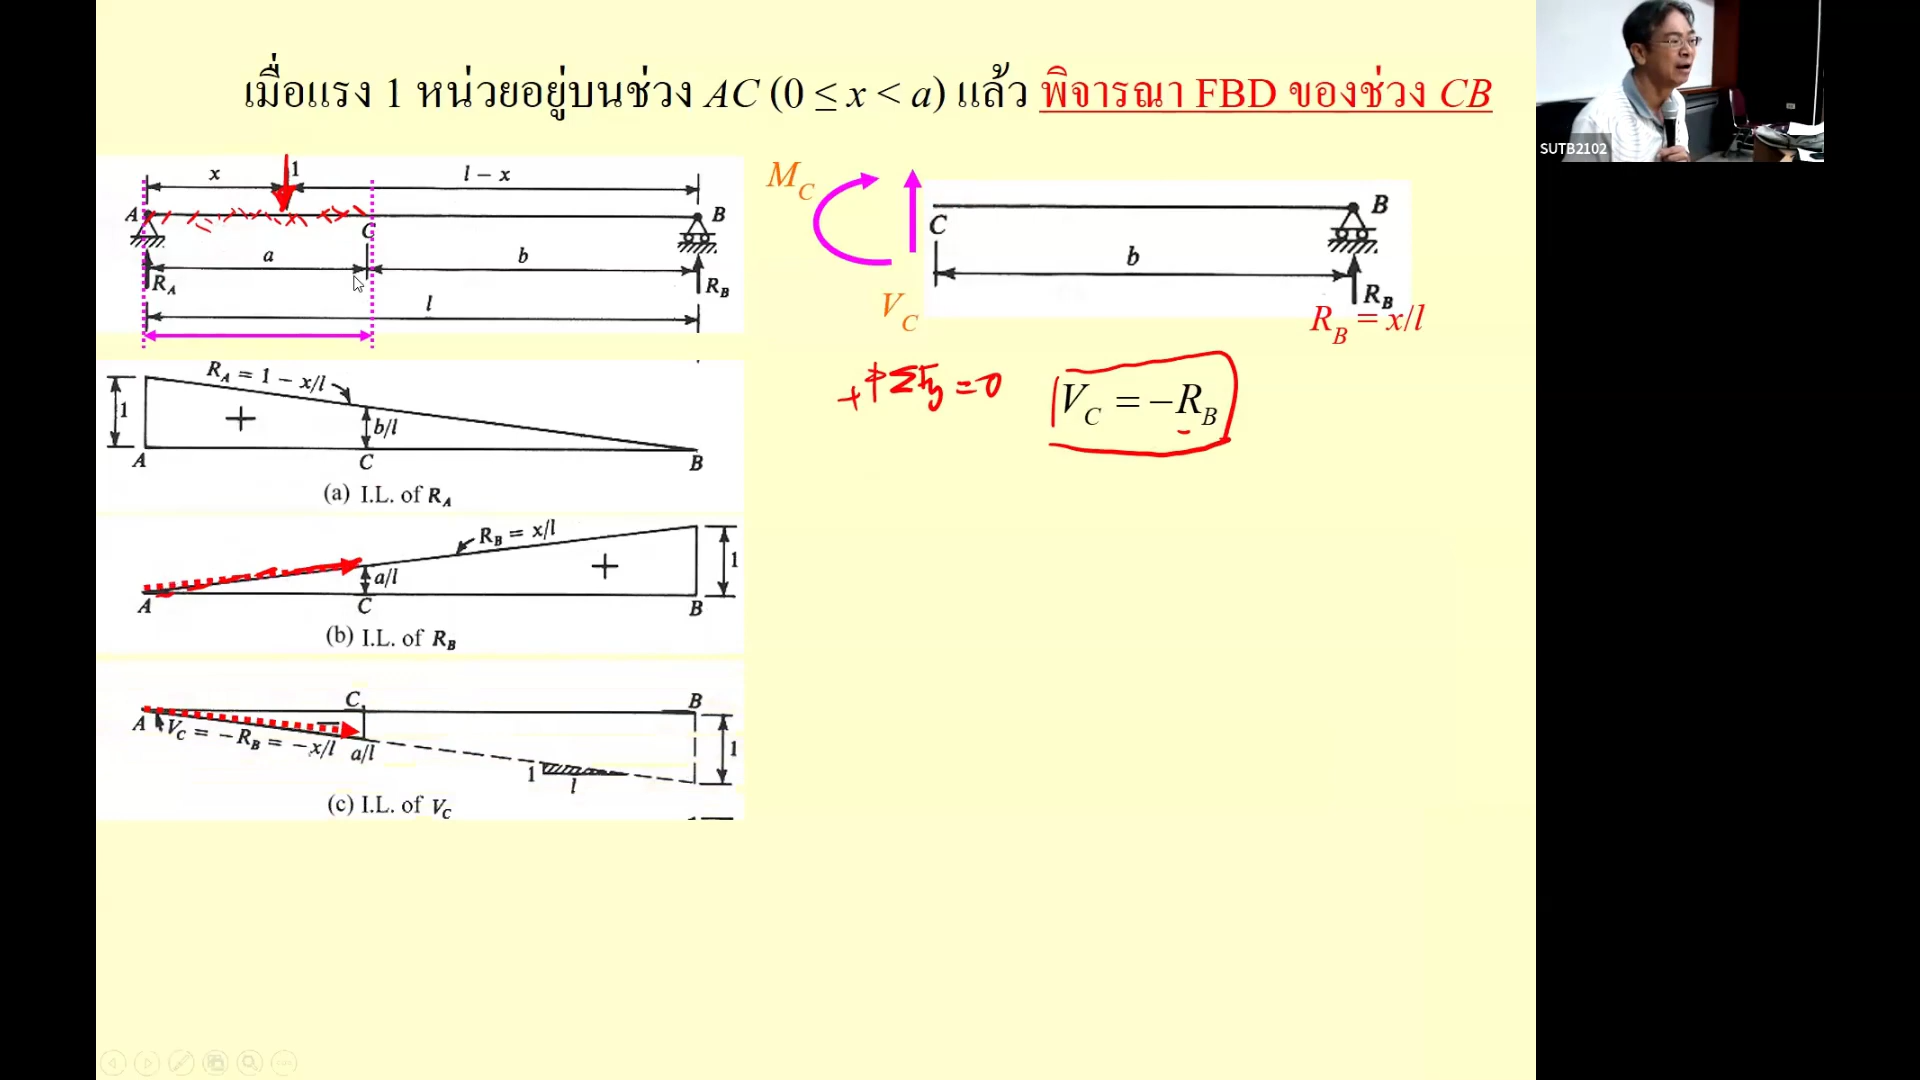 เมื่อแรง 1 หน่วยอยู่บนช่วง AC (0 ≤ x < a) แล้ว พิจารณา FBD ของช่วง CB
SUTB2102
x
1
l − x
A
C
B
a
b
R_A
R_B
l
M_C
V_C
C
B
b
R_B
R_B = x/l
+↑ΣFy = 0
V_C = −R_B
R_A = 1 − x/l
1
+
b/l
A
C
B
(a) I.L. of R_A
R_B = x/l
+
1
a/l
A
C
B
(b) I.L. of R_B
C
B
A
−
V_C = −R_B = −x/l
a/l
1
1
l
(c) I.L. of V_C